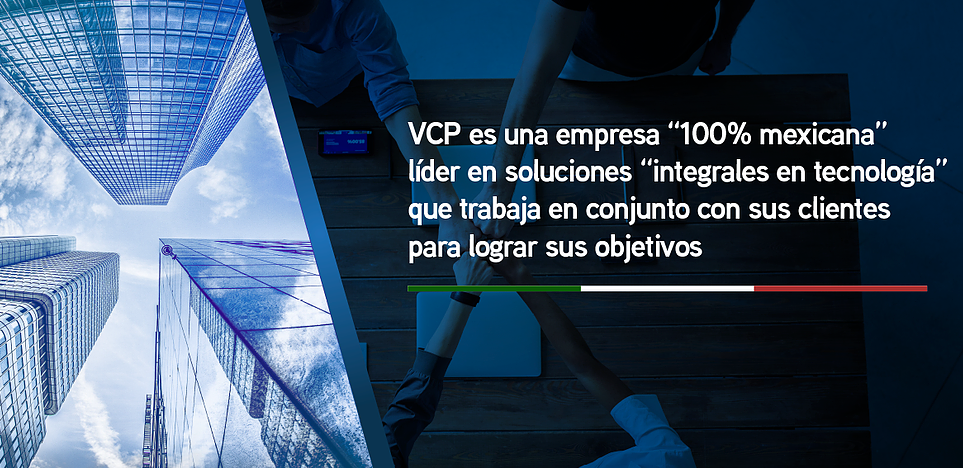 VCP es una empresa “100% mexicana”
líder en soluciones “integrales en tecnología”
que trabaja en conjunto con sus clientes
para lograr sus objetivos